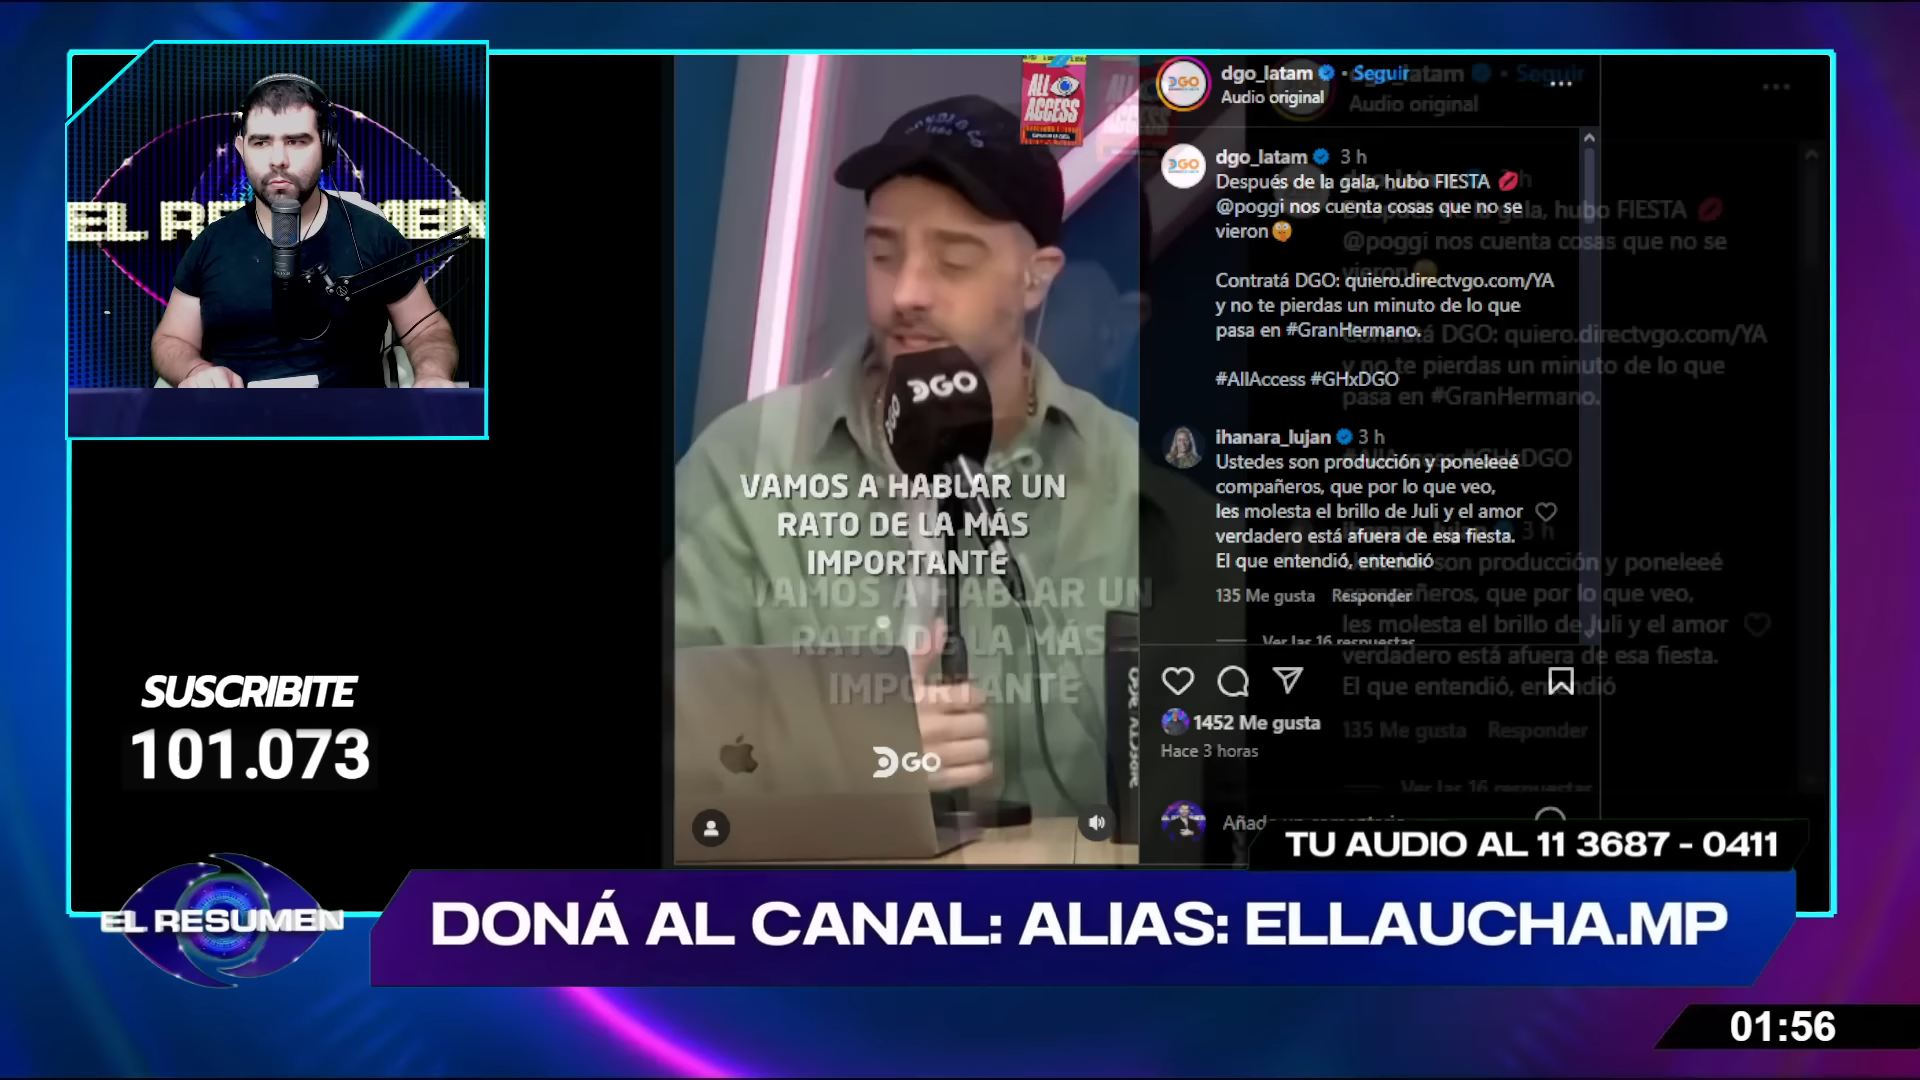 ALL
ACCESS
dgo_latam • Seguir
Audio original
dgo_latam 3 h
Después de la gala, hubo FIESTA 💋
@poggi nos cuenta cosas que no se
vieron 🫢
Contratá DGO: quiero.directvgo.com/YA
y no te pierdas un minuto de lo que
pasa en #GranHermano.
#AllAccess #GHxDGO
ihanara_lujan 3 h
Ustedes son producción y poneleeé
compañeros, que por lo que veo,
les molesta el brillo de Juli y el amor
verdadero está afuera de esa fiesta.
El que entendió, entendió
135 Me gusta Responder
Ver las 16 respuestas
1452 Me gusta
Hace 3 horas
DGO
VAMOS A HABLAR UN
RATO DE LA MÁS
IMPORTANTE
DGO
SUSCRIBITE
101.073
TU AUDIO AL 11 3687 - 0411
EL RESUMEN
DONÁ AL CANAL: ALIAS: ELLAUCHA.MP
01:56